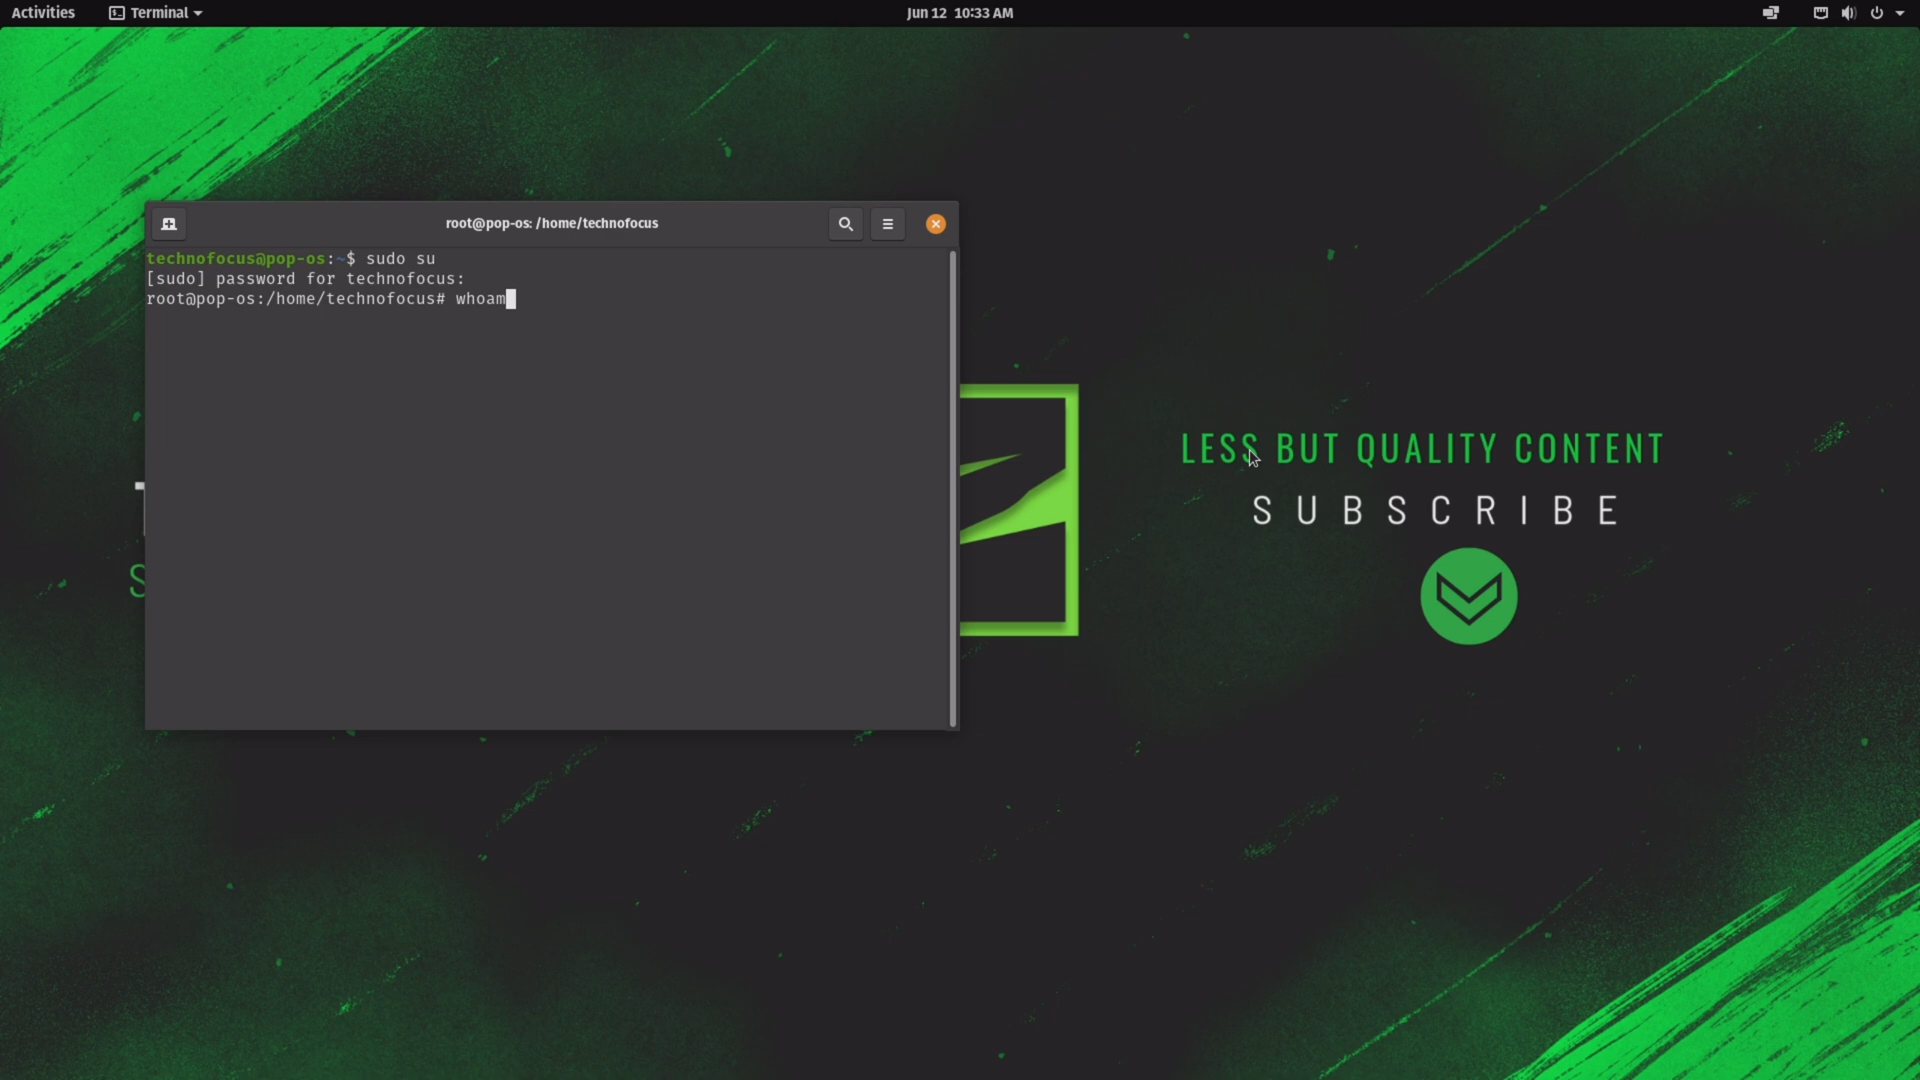 Activities
Terminal
Jun 12 10:33 AM
root@pop-os: /home/technofocus
technofocus@pop-os:~$ sudo su
[sudo] password for technofocus:
root@pop-os:/home/technofocus# whoam
LESS BUT QUALITY CONTENT
SUBSCRIBE